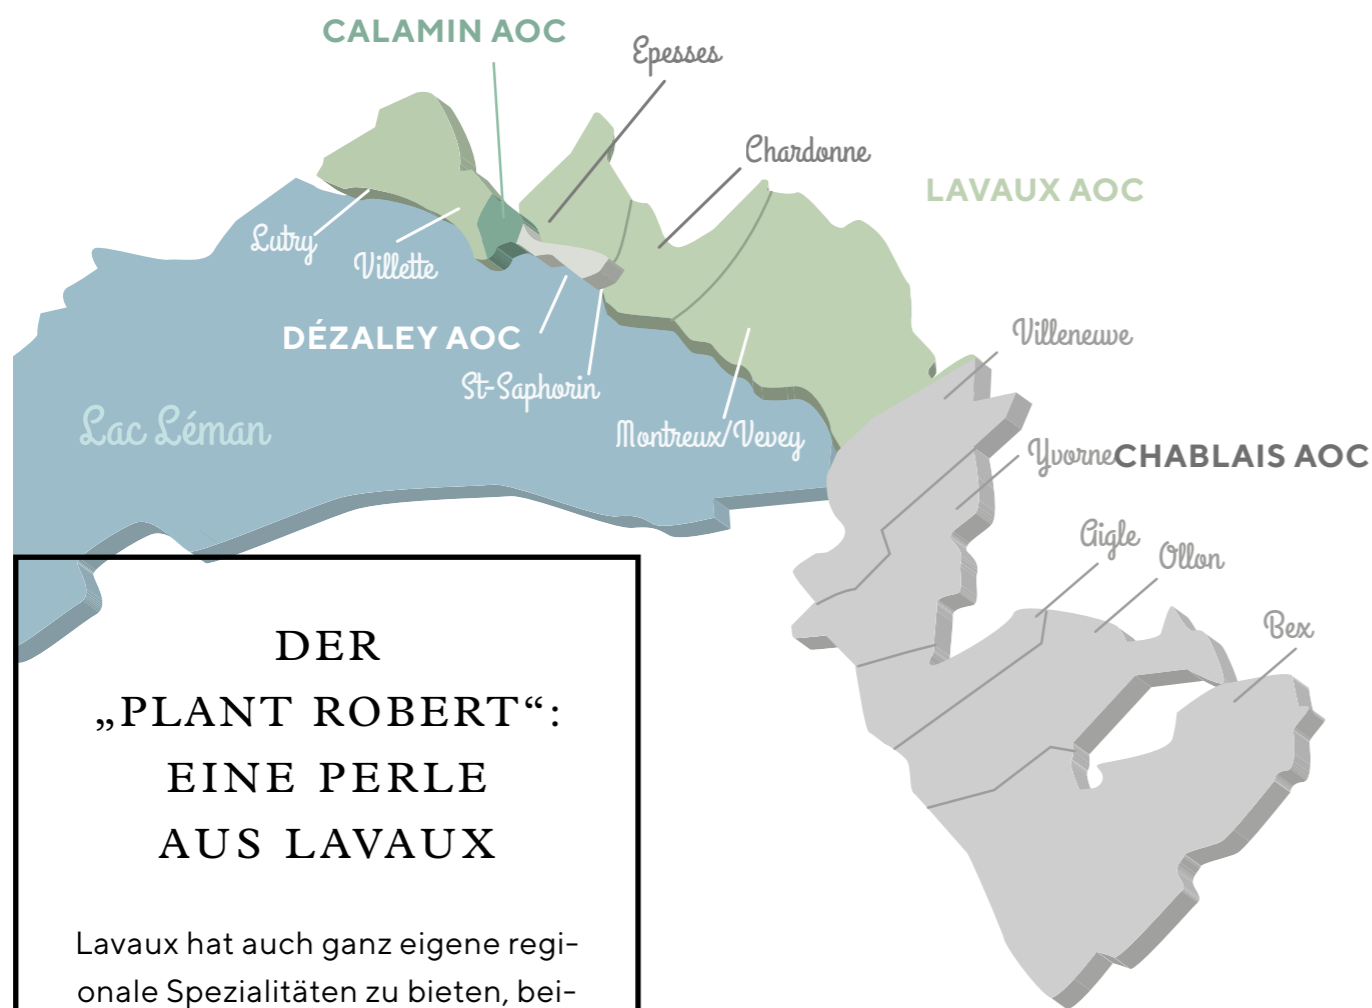 CALAMIN AOC
Epesses
Chardonne
LAVAUX AOC
Lutry
Villette
DÉZALEY AOC
St-Saphorin
Villeneuve
Lac Léman
Montreux/Vevey
Yvorne
CHABLAIS AOC
Aigle
Ollon
Bex
DER
„PLANT ROBERT“:
EINE PERLE
AUS LAVAUX
Lavaux hat auch ganz eigene regi-
onale Spezialitäten zu bieten, bei-